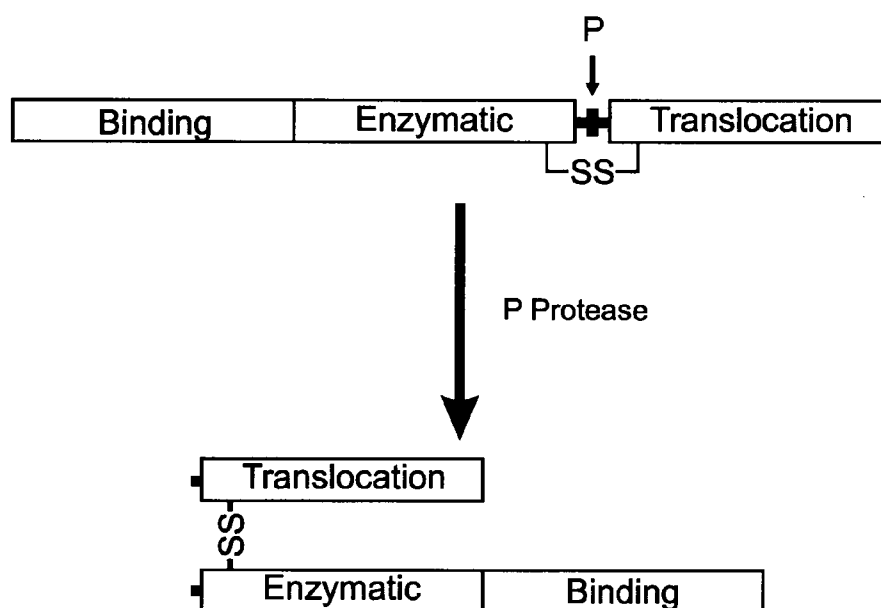 P
Binding Enzymatic Translocation
SS
P Protease
Translocation
SS
Enzymatic Binding